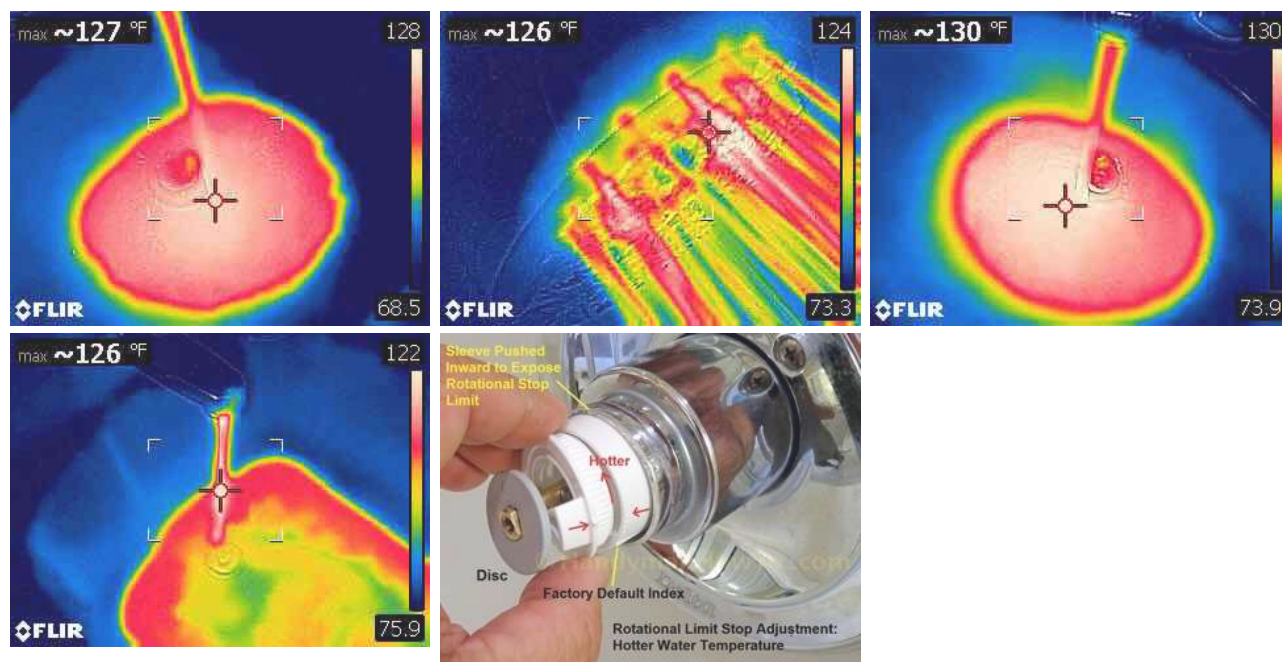 max ~127 °F
128
68.5
FLIR
max ~126 °F
124
73.3
FLIR
max ~130 °F
130
73.9
FLIR
max ~126 °F
122
75.9
FLIR
Sleeve Pushed
Inward to Expose
Rotational Stop
Limit
Hotter
Disc
Factory Default Index
Rotational Limit Stop Adjustment:
Hotter Water Temperature